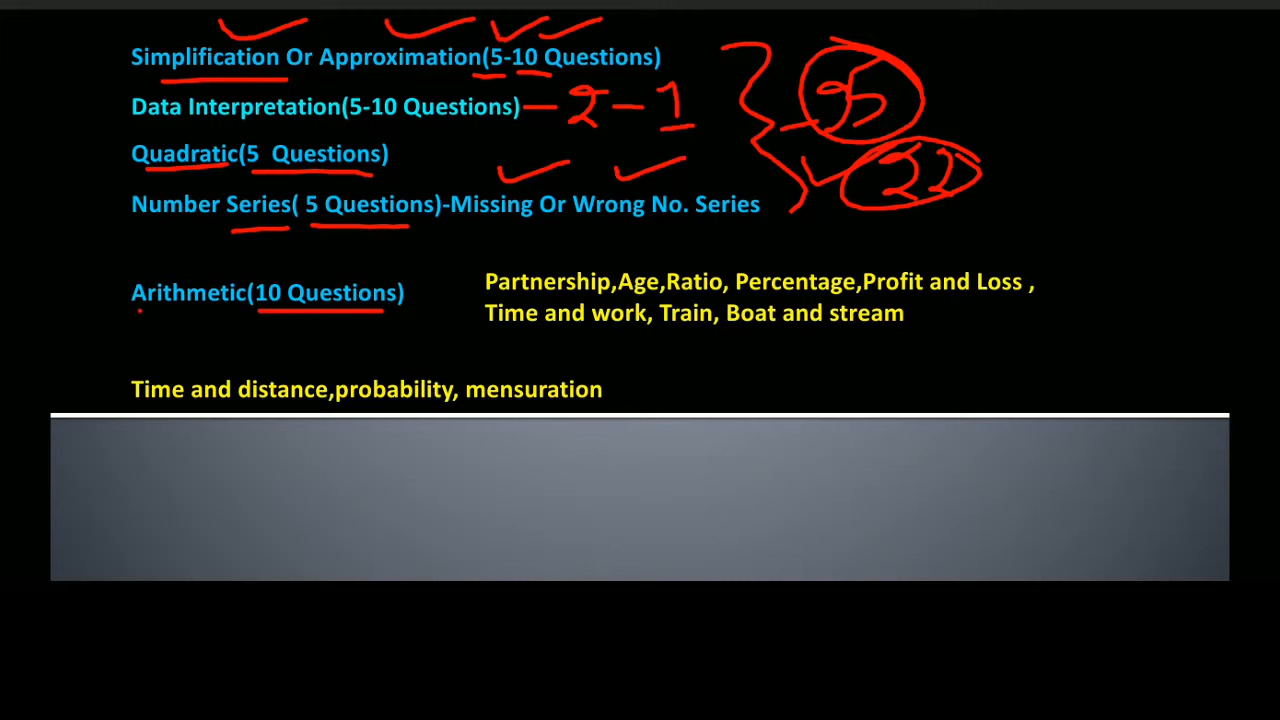 Simplification Or Approximation(5-10 Questions)
Data Interpretation(5-10 Questions) — 2 - 1
Quadratic(5 Questions)
Number Series( 5 Questions)-Missing Or Wrong No. Series
Arithmetic(10 Questions)
Partnership,Age,Ratio, Percentage,Profit and Loss ,
Time and work, Train, Boat and stream
Time and distance,probability, mensuration